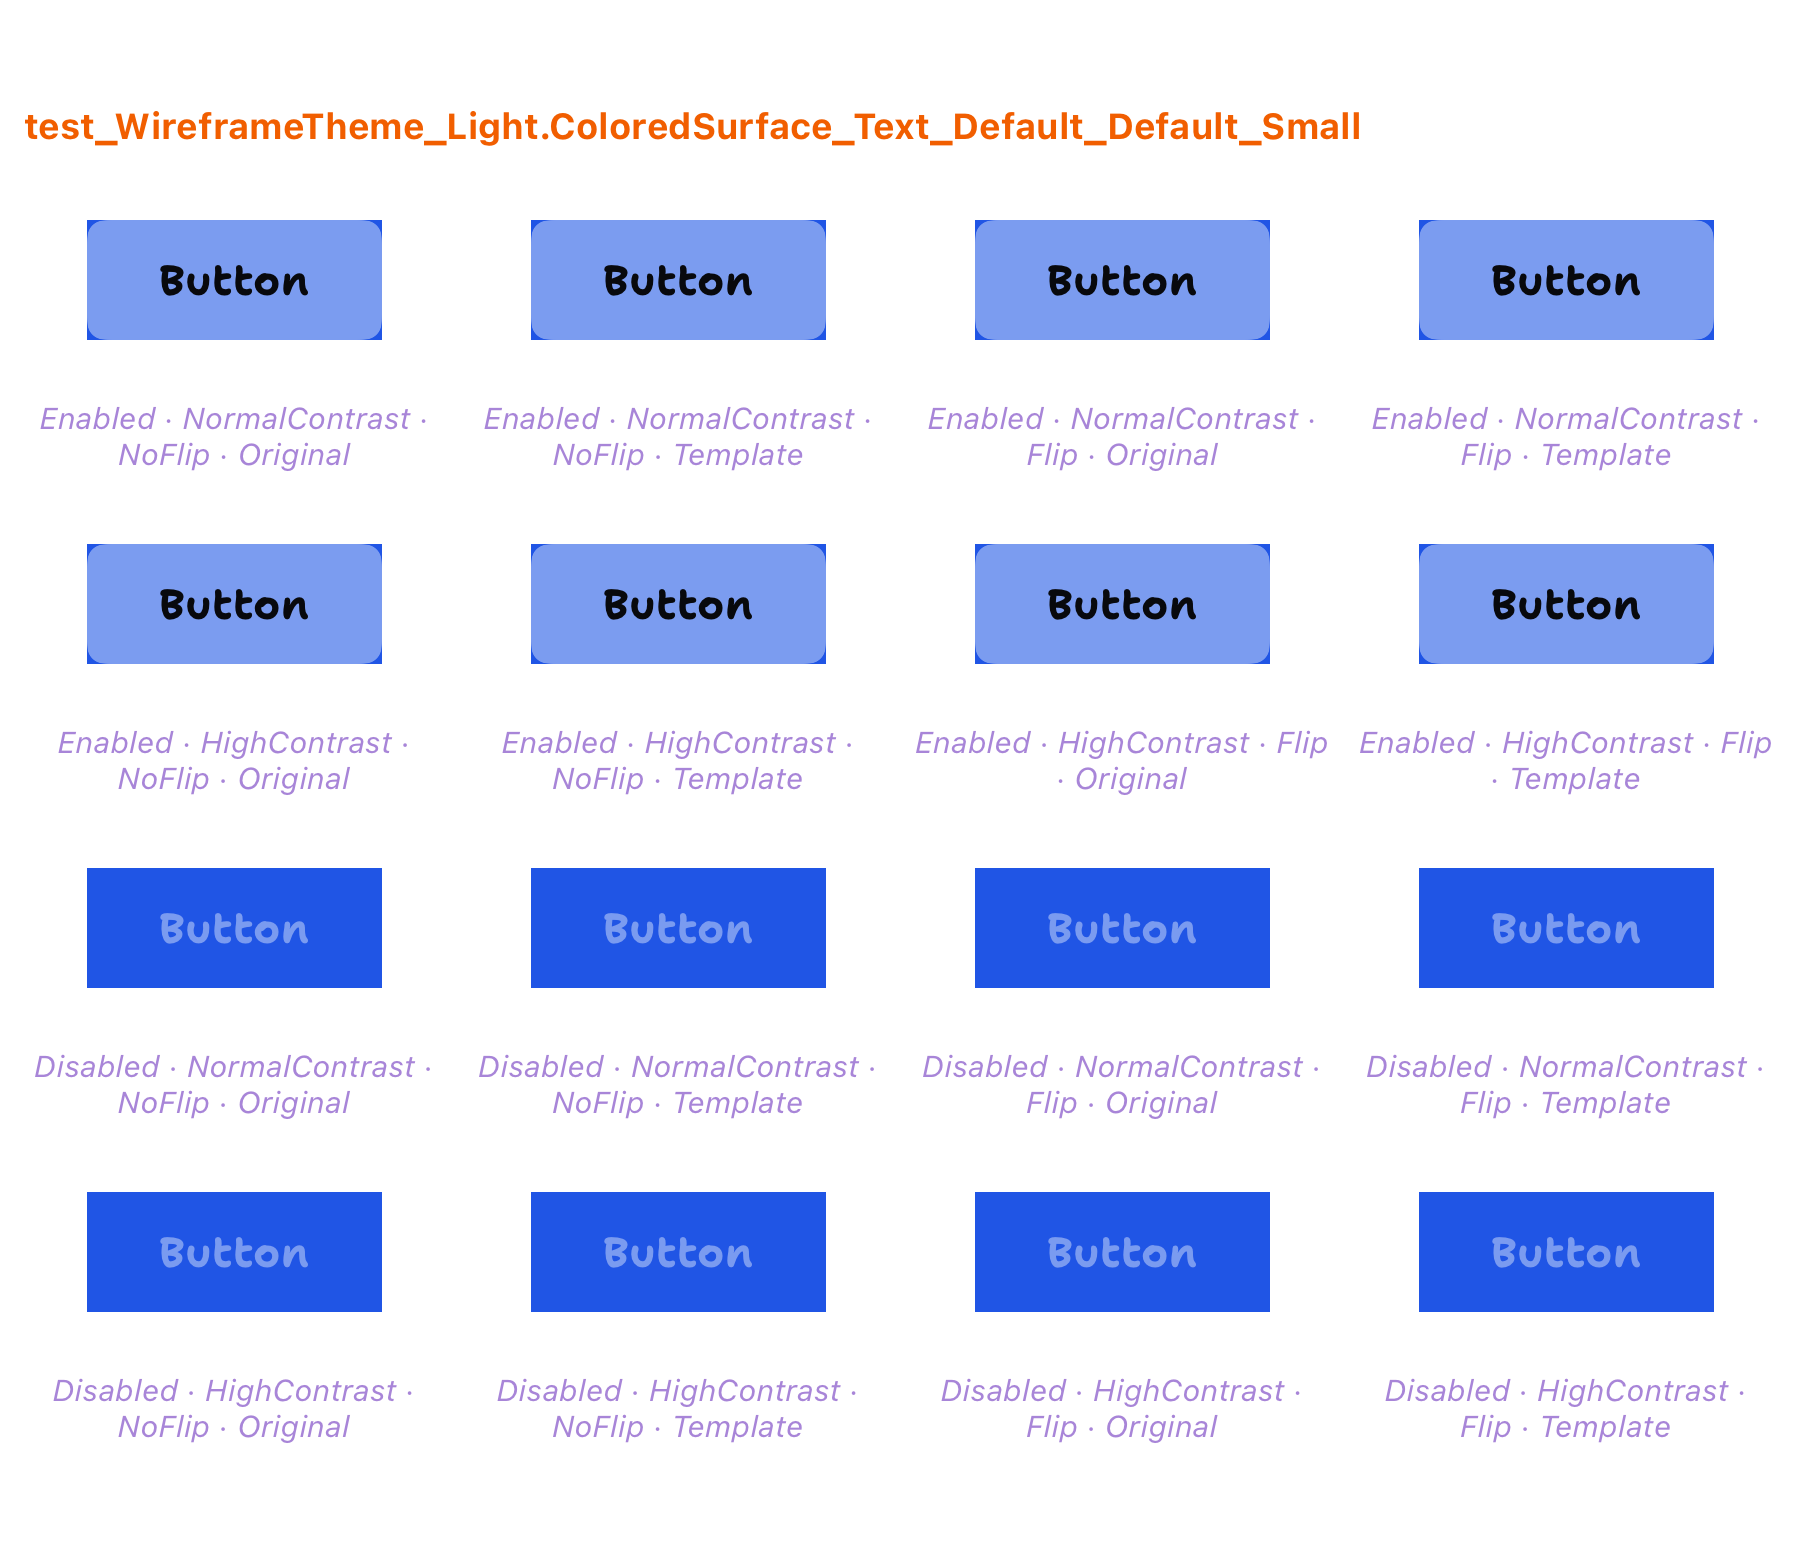 test_WireframeTheme_Light.ColoredSurface_Text_Default_Default_Small
Button Button Button Button
Enabled · NormalContrast · Enabled · NormalContrast · Enabled · NormalContrast · Enabled · NormalContrast ·
NoFlip · Original NoFlip · Template Flip · Original Flip · Template
Button Button Button Button
Enabled · HighContrast · Enabled · HighContrast · Enabled · HighContrast · Flip Enabled · HighContrast · Flip
NoFlip · Original NoFlip · Template · Original · Template
Button Button Button Button
Disabled · NormalContrast · Disabled · NormalContrast · Disabled · NormalContrast · Disabled · NormalContrast ·
NoFlip · Original NoFlip · Template Flip · Original Flip · Template
Button Button Button Button
Disabled · HighContrast · Disabled · HighContrast · Disabled · HighContrast · Disabled · HighContrast ·
NoFlip · Original NoFlip · Template Flip · Original Flip · Template